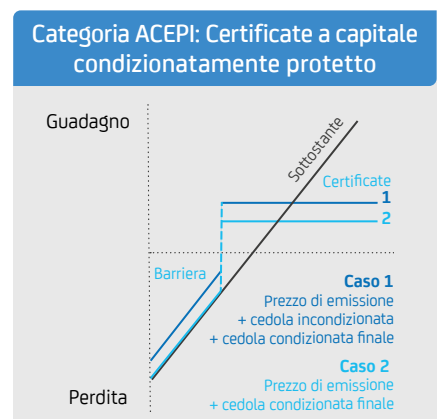 Categoria ACEPI: Certificate a capitale
condizionatamente protetto
Guadagno
Sottostante
Certificate
1
2
Barriera
Caso 1
Prezzo di emissione
+ cedola incondizionata
+ cedola condizionata finale
Caso 2
Prezzo di emissione
+ cedola condizionata finale
Perdita